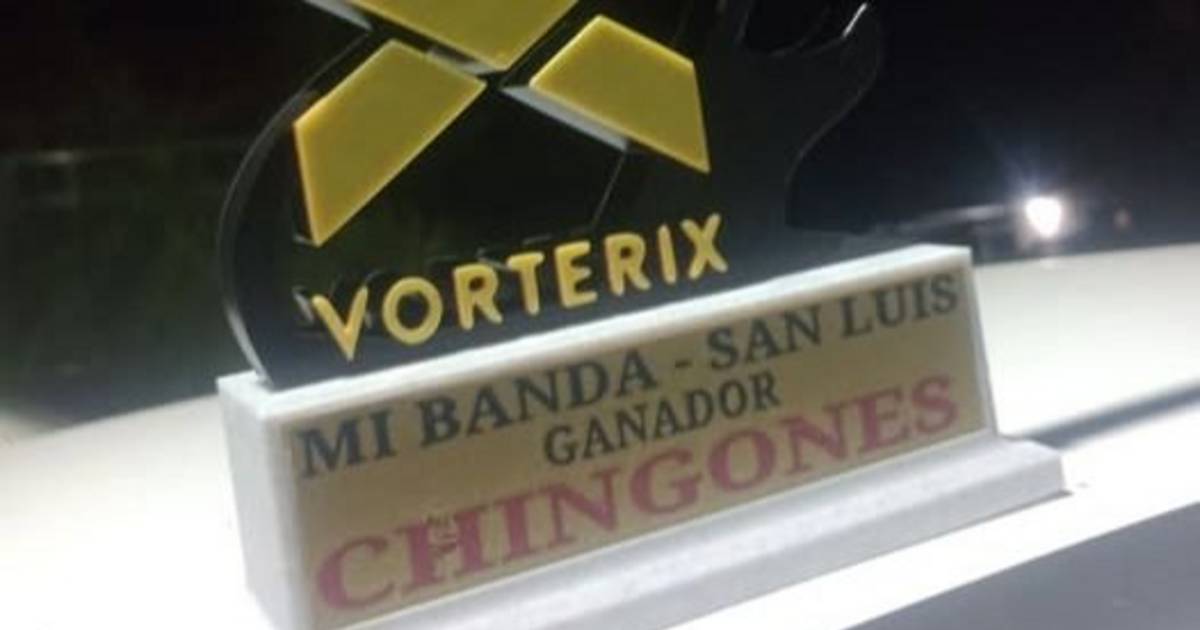 VORTERIX
MI BANDA - SAN LUIS
GANADOR
CHINGONES